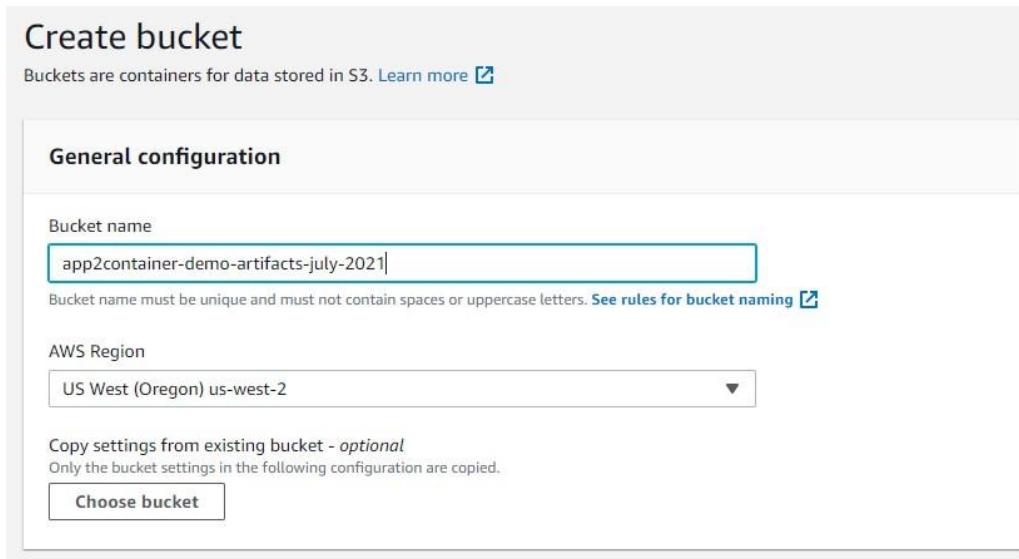 Create bucket
Buckets are containers for data stored in S3. Learn more
General configuration
Bucket name
app2container-demo-artifacts-july-2021
Bucket name must be unique and must not contain spaces or uppercase letters. See rules for bucket naming
AWS Region
US West (Oregon) us-west-2
Copy settings from existing bucket - optional
Only the bucket settings in the following configuration are copied.
Choose bucket